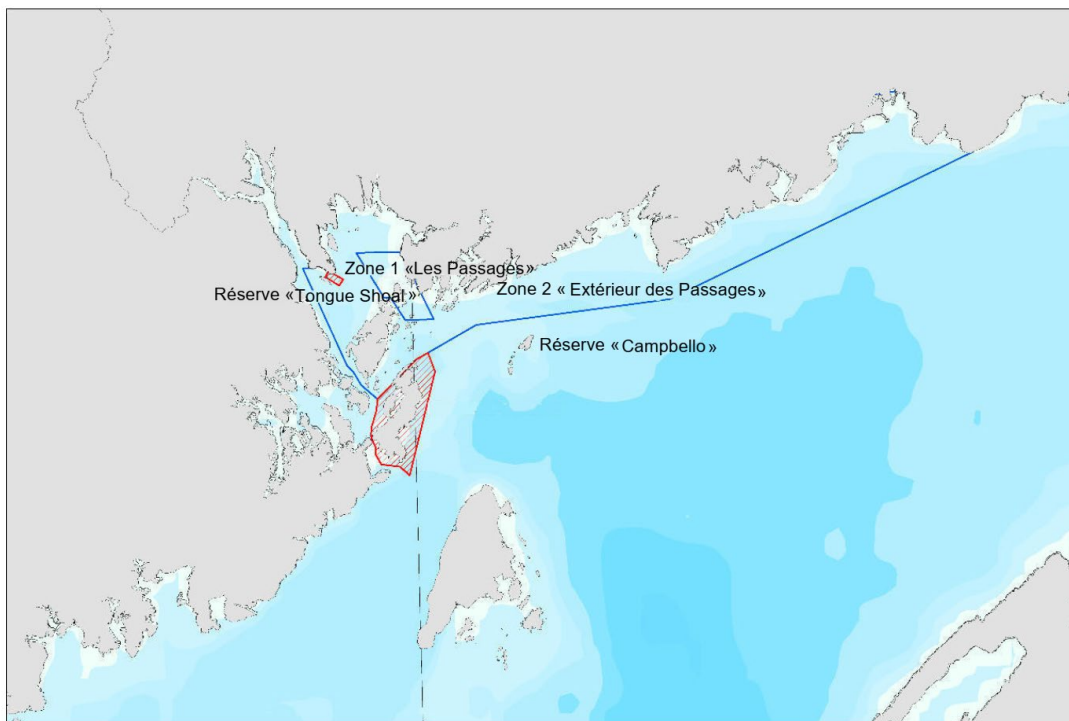 Zone 1 «Les Passages»
Réserve «Tongue Shoal»
Zone 2 « Extérieur des Passages »
Réserve « Campbello »